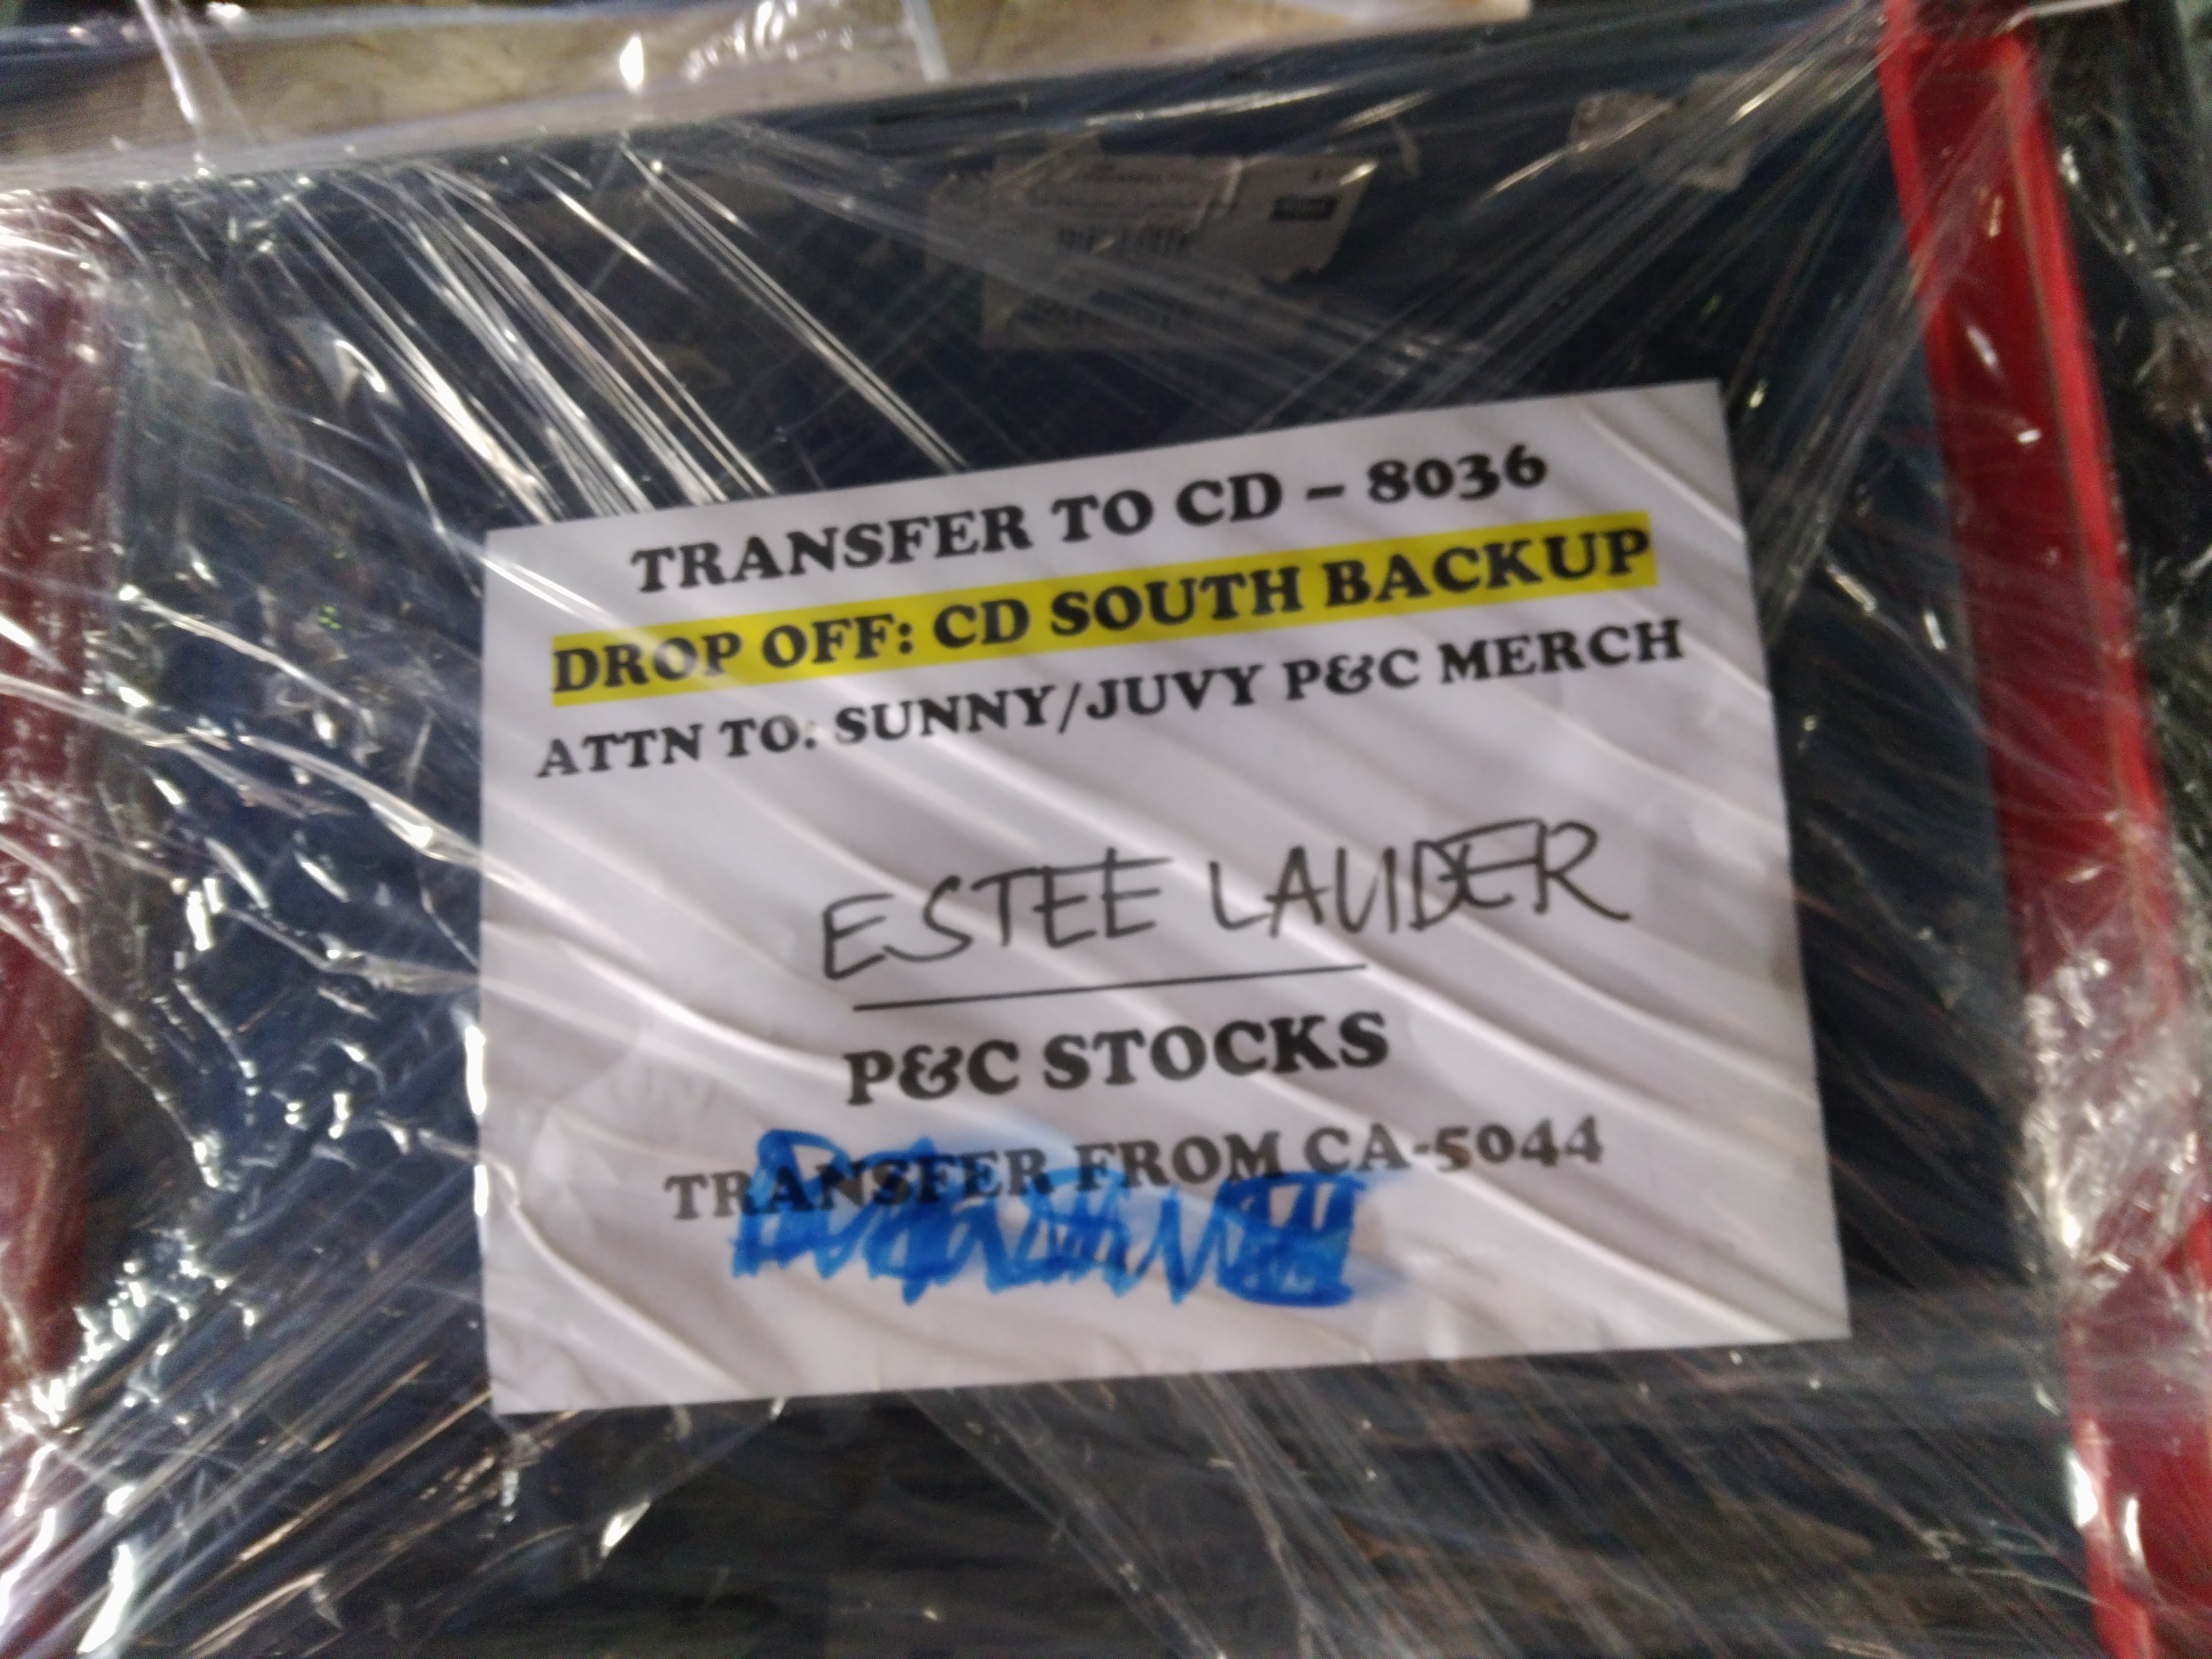 TRANSFER TO CD – 8036
DROP OFF: CD SOUTH BACKUP
ATTN TO: SUNNY/JUVY P&C MERCH
ESTEE LAUDER
P&C STOCKS
TRANSFER FROM CA-5044